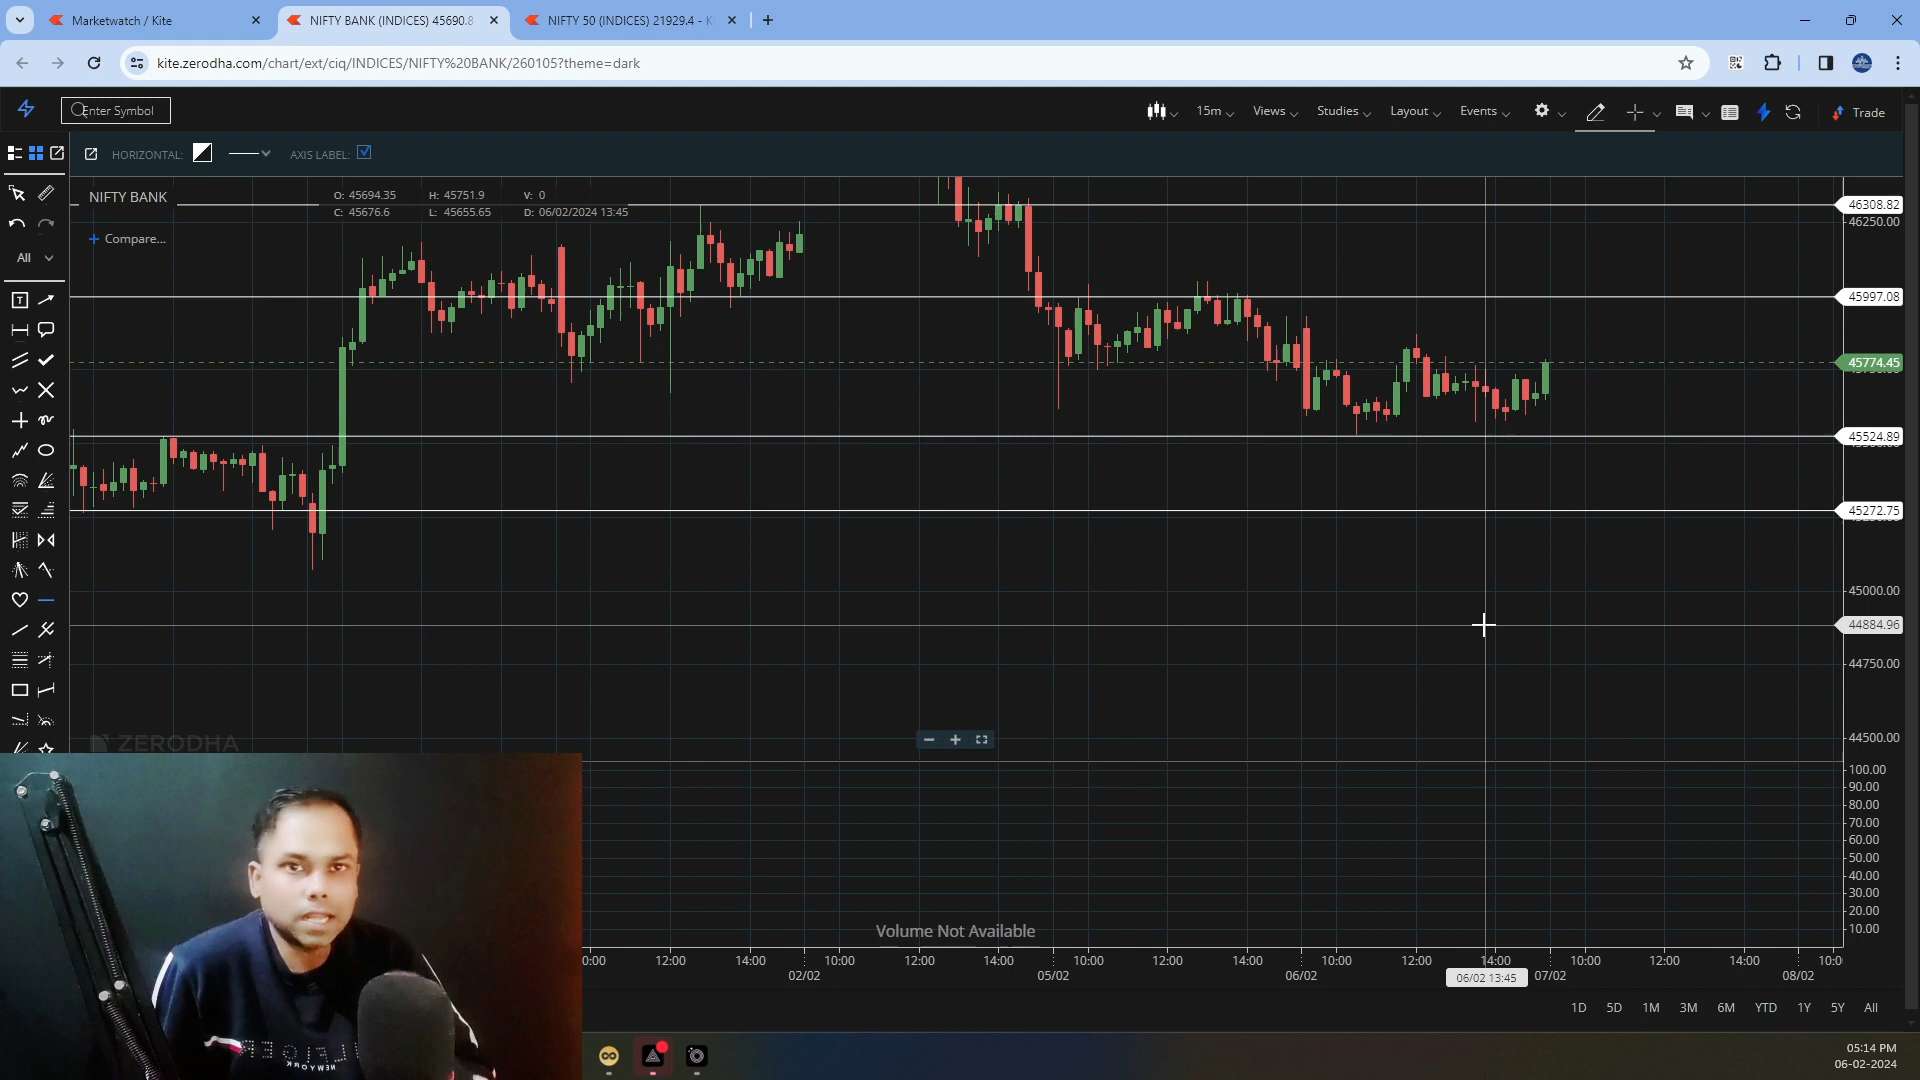 Marketwatch / Kite
NIFTY BANK (INDICES) 45690.8
NIFTY 50 (INDICES) 21929.4 - K
kite.zerodha.com/chart/ext/ciq/INDICES/NIFTY%20BANK/260105?theme=dark
Enter Symbol
15m
Views
Studies
Layout
Events
Trade
HORIZONTAL:
AXIS LABEL:
NIFTY BANK
O: 45694.35 H: 45751.9 V: 0
C: 45676.6 L: 45655.65 D: 06/02/2024 13:45
+ Compare...
All
T
46308.82
46250.00
45997.08
45774.45
45524.89
45272.75
45000.00
44884.96
44750.00
44500.00
ZERODHA
100.00
90.00
80.00
70.00
60.00
50.00
40.00
30.00
20.00
10.00
Volume Not Available
0:00 12:00 14:00 10:00 12:00 14:00 10:00 12:00 14:00 10:00 12:00 14:00 10:00 12:00 14:00 10:0
02/02 05/02 06/02 06/02 13:45 07/02 08/02
1D 5D 1M 3M 6M YTD 1Y 5Y All
NEW YORK
05:14 PM
06-02-2024